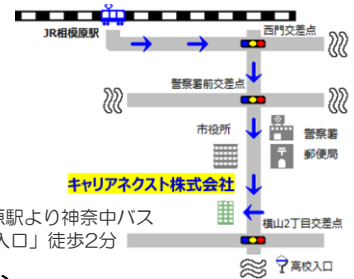 JR相模原駅
西門交差点
警察署前交差点
市役所
警察署
郵便局
〒
キャリアネクスト株式会社
原駅より神奈中バス
入口」徒歩2分
横山2丁目交差点
高校入口